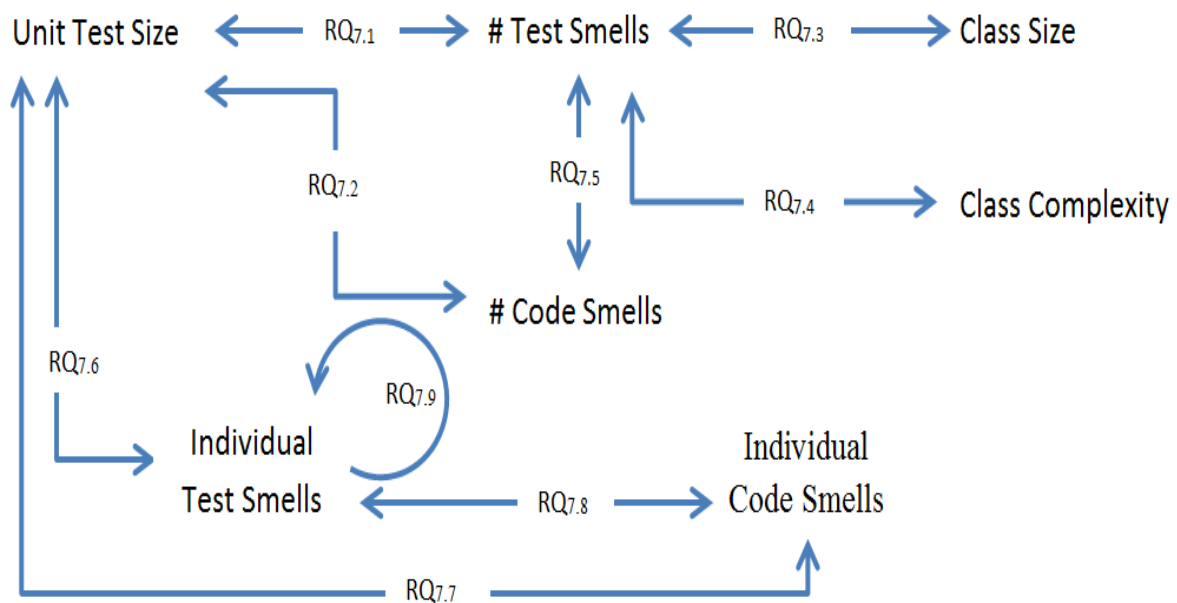 Unit Test Size RQ7.1 # Test Smells RQ7.3 Class Size
RQ7.2 RQ7.5
RQ7.4 Class Complexity
# Code Smells
RQ7.6
RQ7.9
Individual
Test Smells
RQ7.8
Individual
Code Smells
RQ7.7